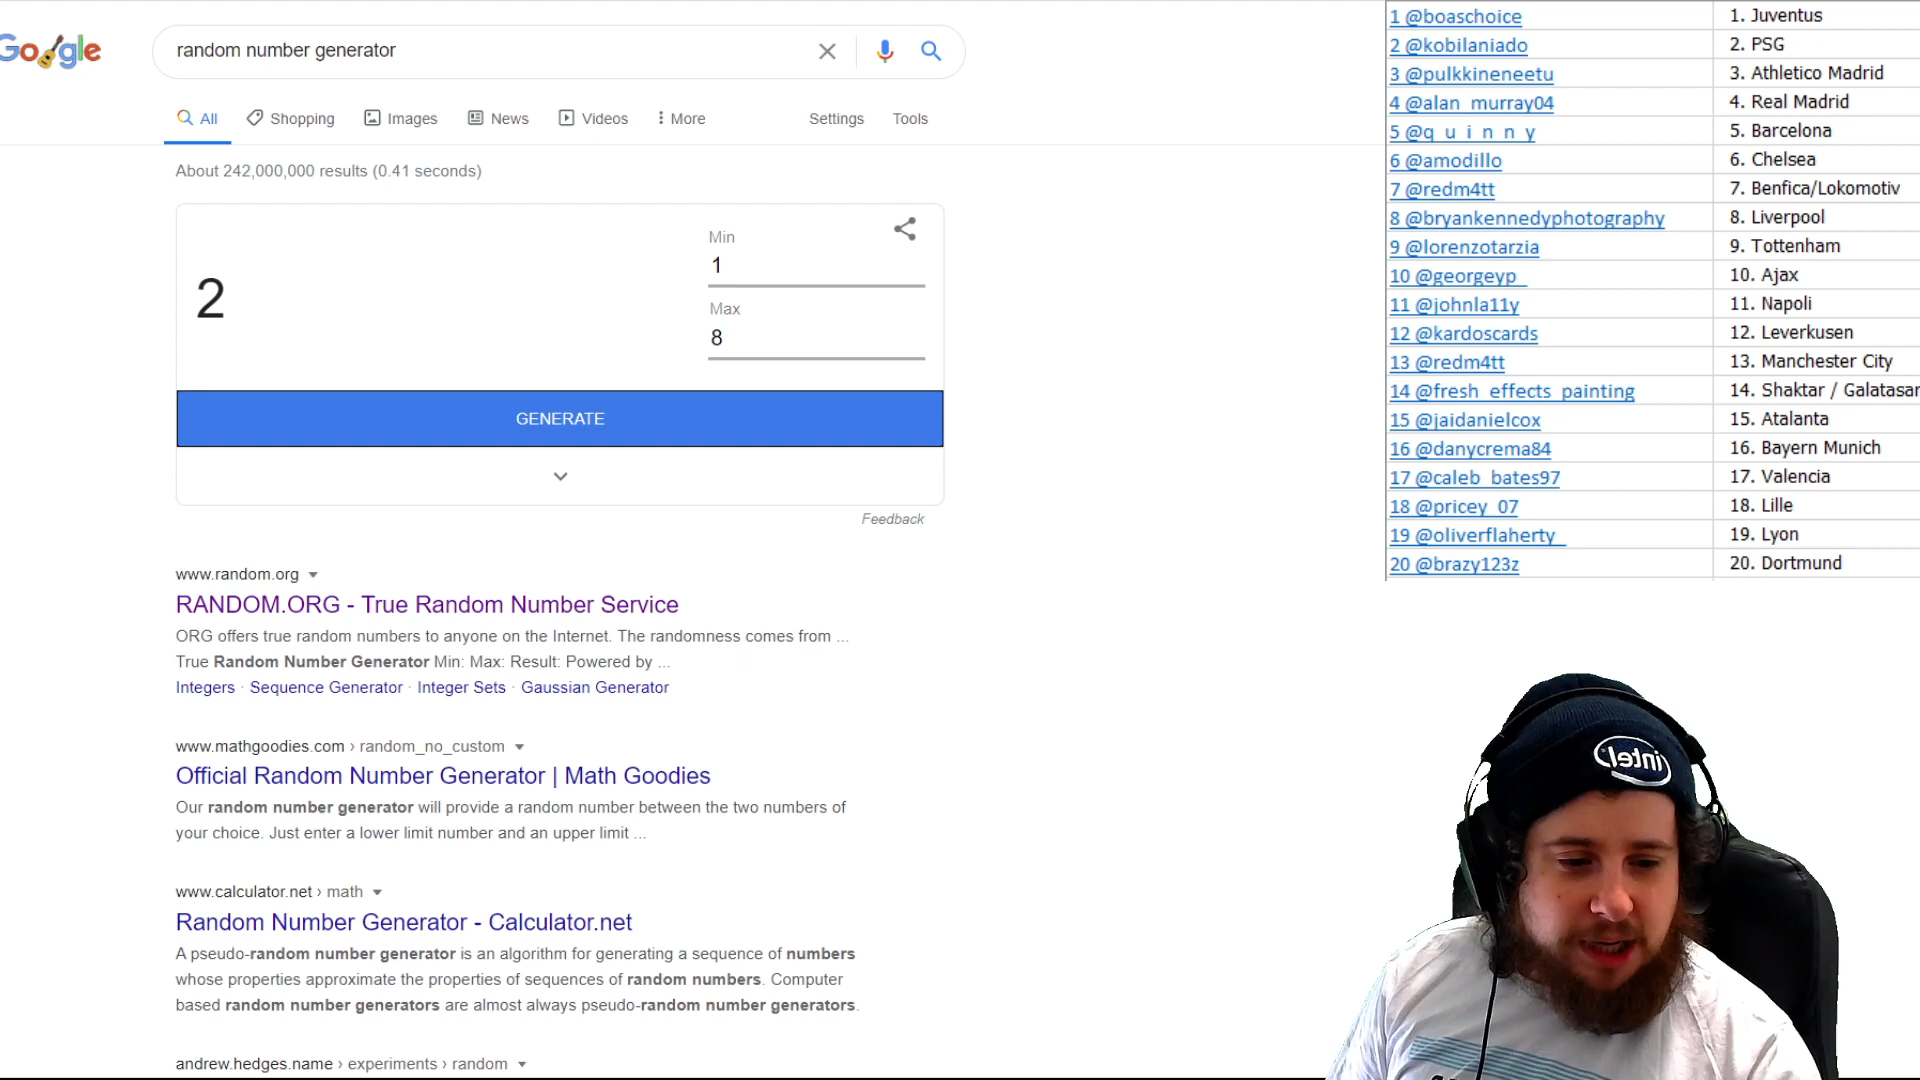 Google
random number generator
All
Shopping
Images
News
Videos
More
Settings
Tools
About 242,000,000 results (0.41 seconds)
2
Min
1
Max
8
GENERATE
Feedback
www.random.org
RANDOM.ORG - True Random Number Service
ORG offers true random numbers to anyone on the Internet. The randomness comes from ...
True Random Number Generator Min: Max: Result: Powered by ...
Integers · Sequence Generator · Integer Sets · Gaussian Generator
www.mathgoodies.com › random_no_custom
Official Random Number Generator | Math Goodies
Our random number generator will provide a random number between the two numbers of
your choice. Just enter a lower limit number and an upper limit ...
www.calculator.net › math
Random Number Generator - Calculator.net
A pseudo-random number generator is an algorithm for generating a sequence of numbers
whose properties approximate the properties of sequences of random numbers. Computer
based random number generators are almost always pseudo-random number generators.
andrew.hedges.name › experiments › random
1 @boaschoice 1. Juventus
2 @kobilaniado 2. PSG
3 @pulkkineneetu 3. Athletico Madrid
4 @alan_murray04 4. Real Madrid
5 @q_u_i_n_n_y 5. Barcelona
6 @amodillo 6. Chelsea
7 @redm4tt 7. Benfica/Lokomotiv
8 @bryankennedyphotography 8. Liverpool
9 @lorenzotarzia 9. Tottenham
10 @georgeyp_ 10. Ajax
11 @johnla11y 11. Napoli
12 @kardoscards 12. Leverkusen
13 @redm4tt 13. Manchester City
14 @fresh_effects_painting 14. Shaktar / Galatasar
15 @jaidanielcox 15. Atalanta
16 @danycrema84 16. Bayern Munich
17 @caleb_bates97 17. Valencia
18 @pricey_07 18. Lille
19 @oliverflaherty_ 19. Lyon
20 @brazy123z 20. Dortmund
intel